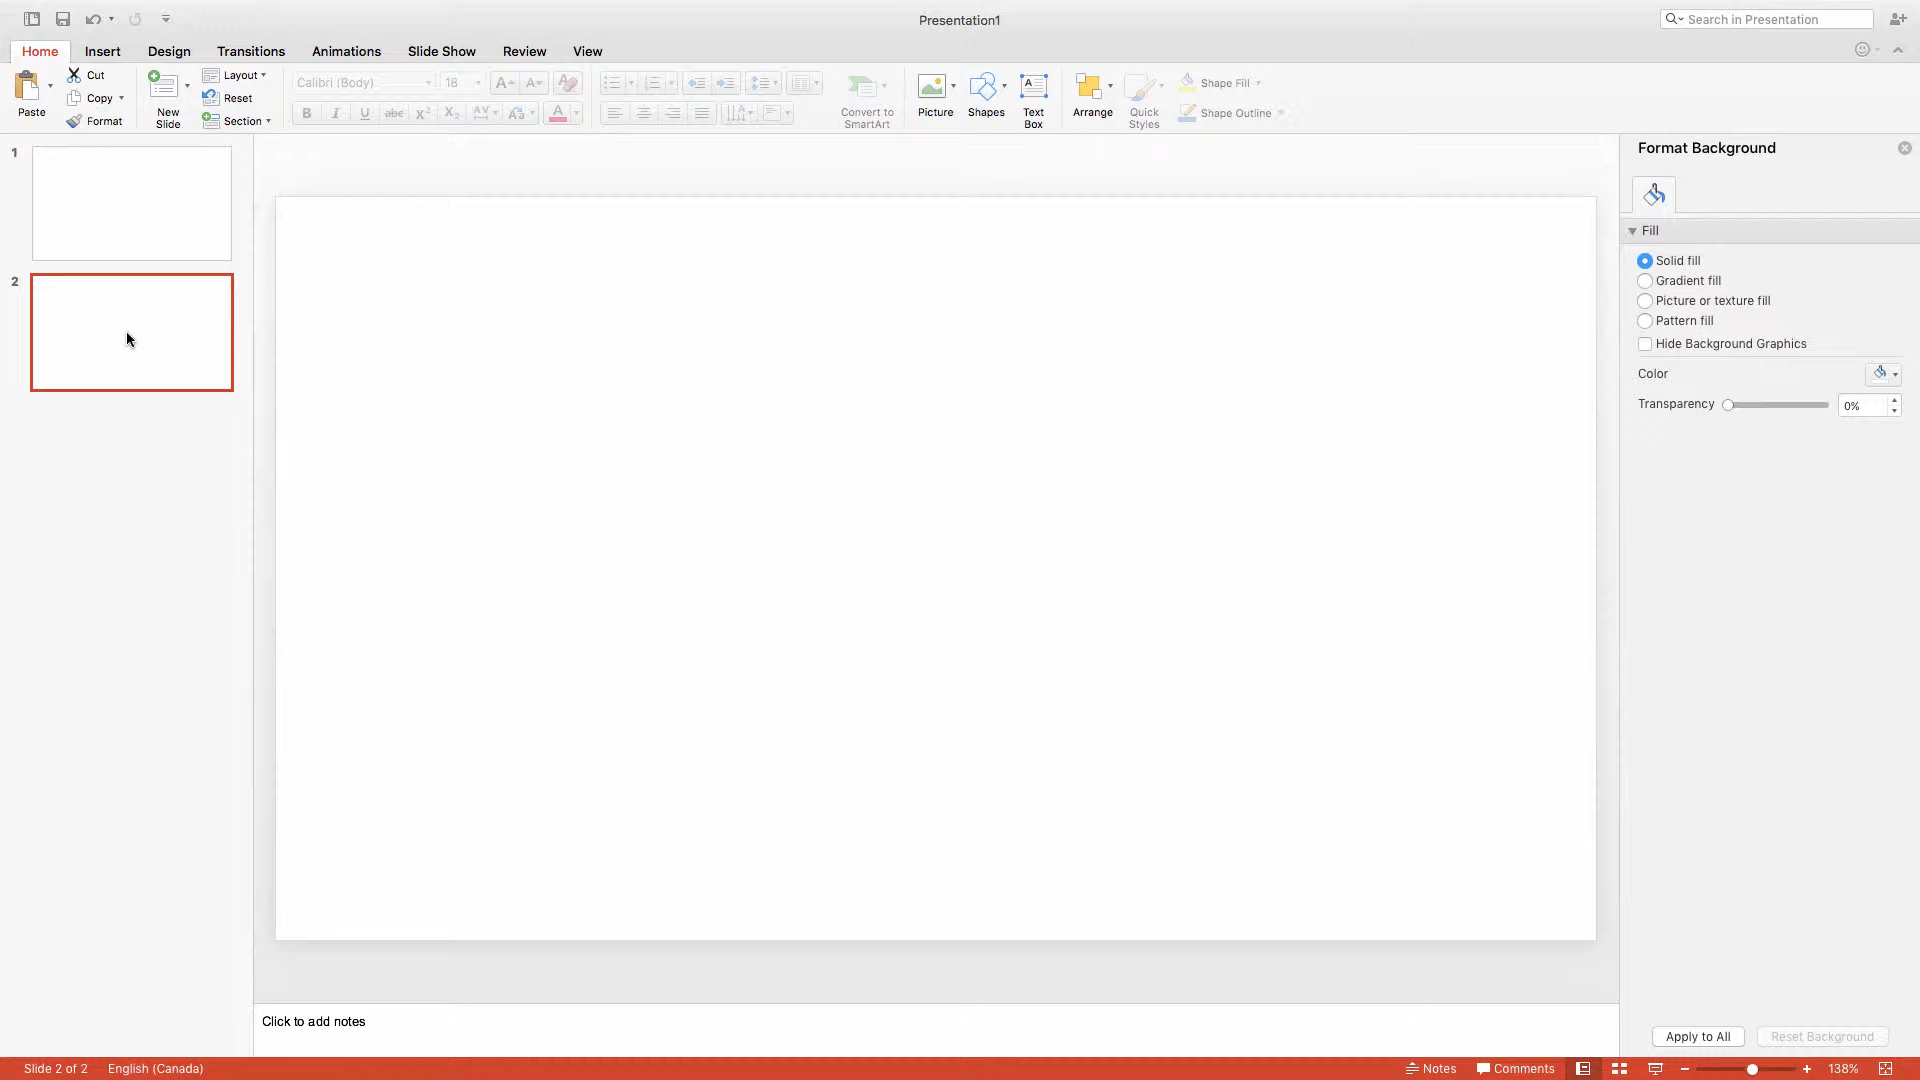 Presentation1
Search in Presentation
Home Insert Design Transitions Animations Slide Show Review View
Paste
Cut
Copy
Format
New
Slide
Layout
Reset
Section
Calibri (Body) 18
B I U abc X² X₂
Convert to
SmartArt
Picture
Shapes
Text
Box
Arrange
Quick
Styles
Shape Fill
Shape Outline
1
2
Format Background
Fill
Solid fill
Gradient fill
Picture or texture fill
Pattern fill
Hide Background Graphics
Color
Transparency 0%
Click to add notes
Apply to All Reset Background
Slide 2 of 2 English (Canada) Notes Comments 138%